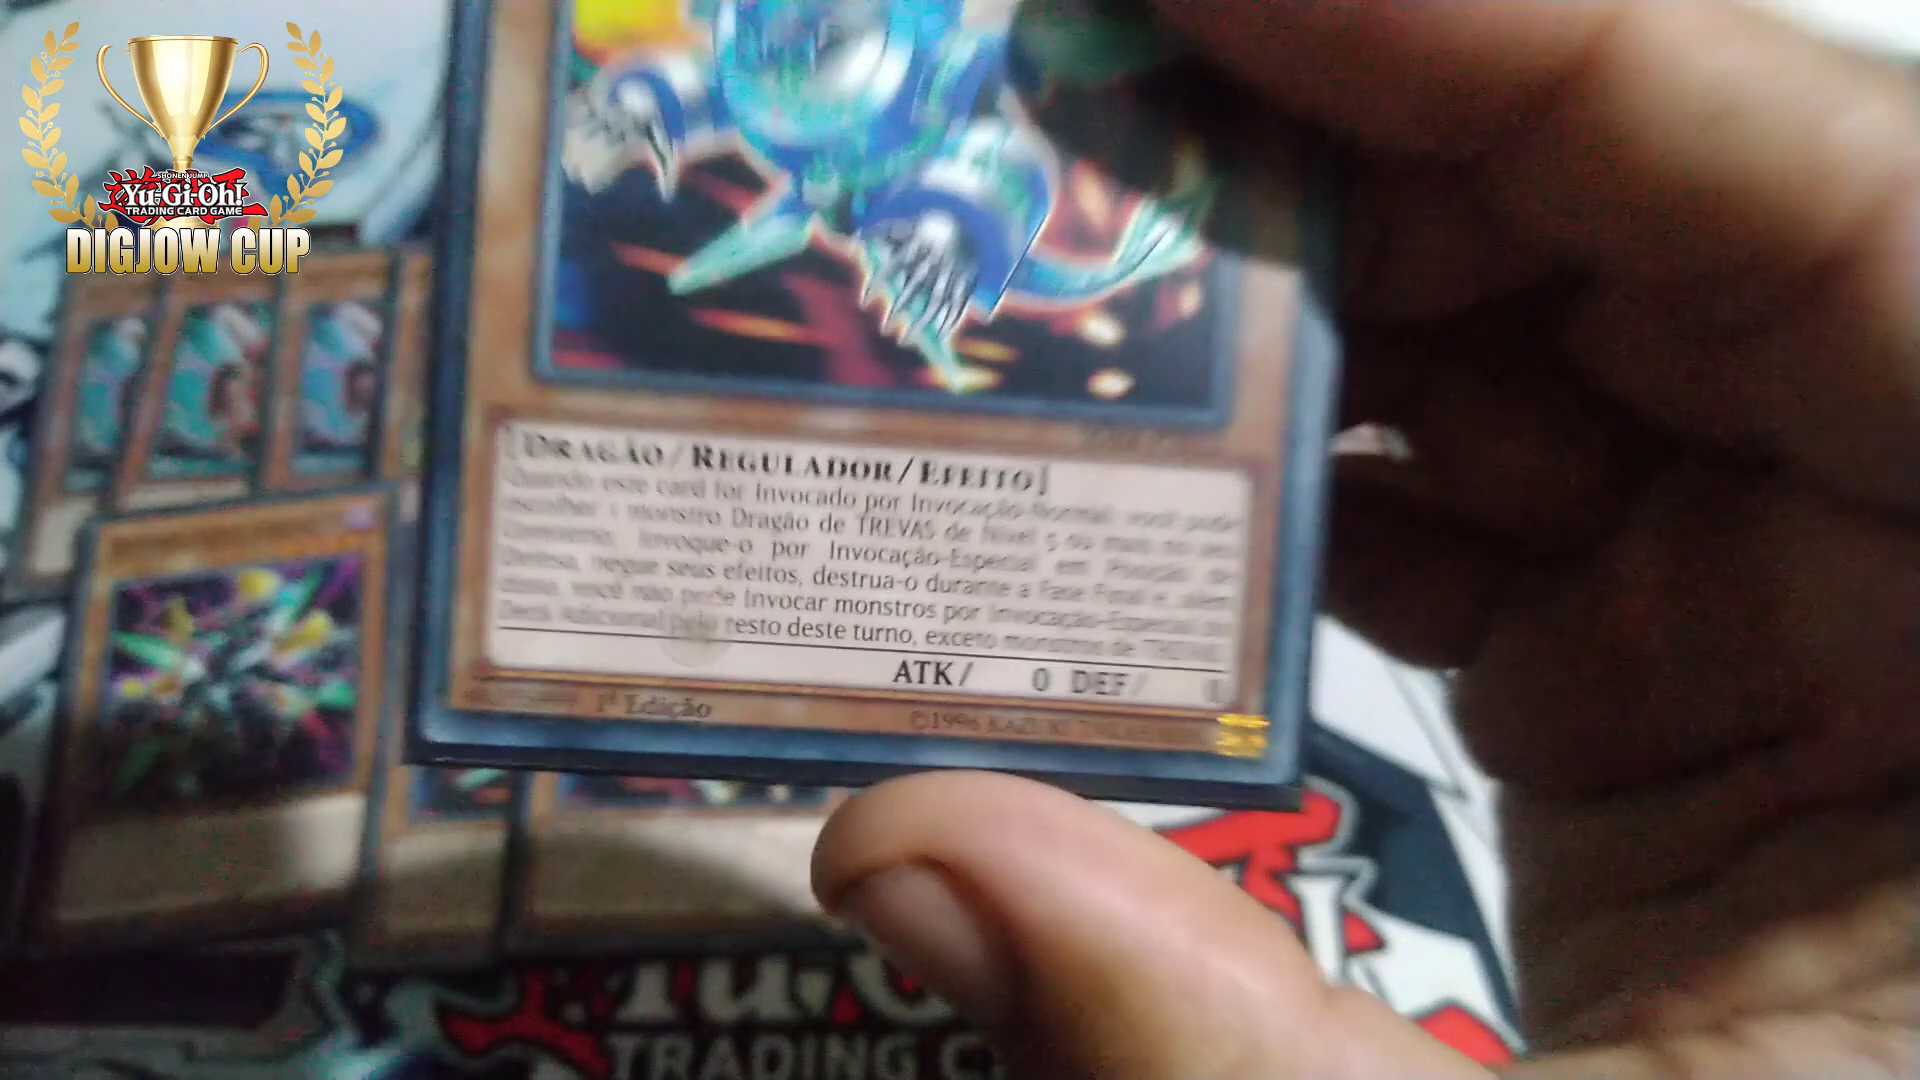 SHONEN JUMP
Yu-Gi-Oh!
TRADING CARD GAME
DIGJOW CUP
[DRAGÃO/REGULADOR/EFEITO]
Quando este card for Invocado por Invocação-Normal: você pode
escolher 1 monstro Dragão de TREVAS de Nível 5 ou mais no seu
Cemitério; Invoque-o por Invocação-Especial em Posição de
Defesa, negue seus efeitos, destrua-o durante a Fase Final e, além
disso, você não pode Invocar monstros por Invocação-Especial do
Deck Adicional pelo resto deste turno, exceto monstros de TREVAS.
ATK/ 0 DEF/ 0
1ª Edição
©1996 KAZUKI TAKAHASHI
TRADING C